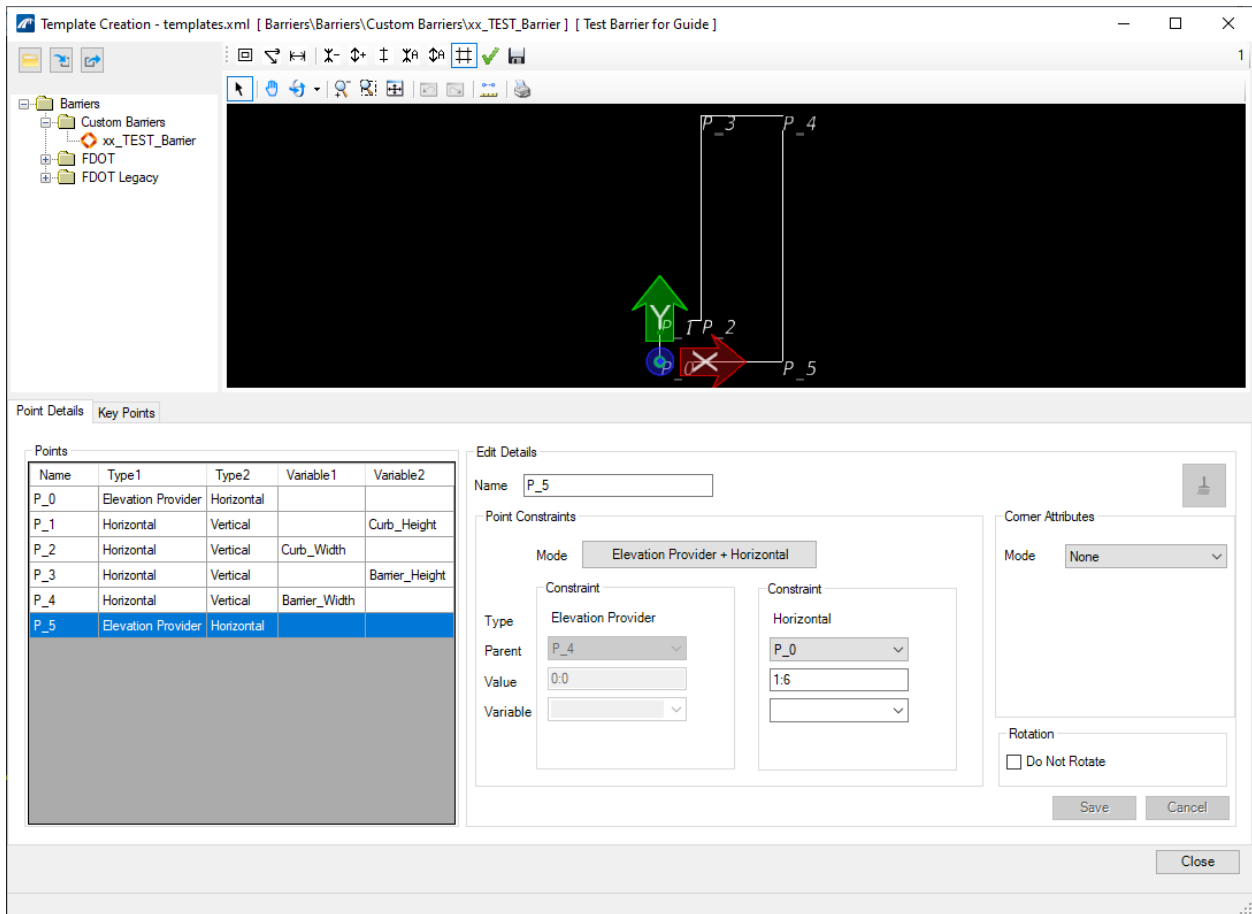 Template Creation - templates.xml [ Barriers\Barriers\Custom Barriers\xx_TEST_Barrier ] [ Test Barrier for Guide ]
1
Barriers
Custom Barriers
xx_TEST_Barrier
FDOT
FDOT Legacy
P_3 P_4
Y
P_1 P_2
P_0 X P_5
Point Details Key Points
Points
Name Type1 Type2 Variable1 Variable2
P_0 Elevation Provider Horizontal
P_1 Horizontal Vertical Curb_Height
P_2 Horizontal Vertical Curb_Width
P_3 Horizontal Vertical Barrier_Height
P_4 Horizontal Vertical Barrier_Width
P_5 Elevation Provider Horizontal
Edit Details
Name P_5
Point Constraints
Mode Elevation Provider + Horizontal
Constraint Constraint
Type Elevation Provider Horizontal
Parent P_4 P_0
Value 0:0 1:6
Variable
Corner Attributes
Mode None
Rotation
Do Not Rotate
Save Cancel
Close